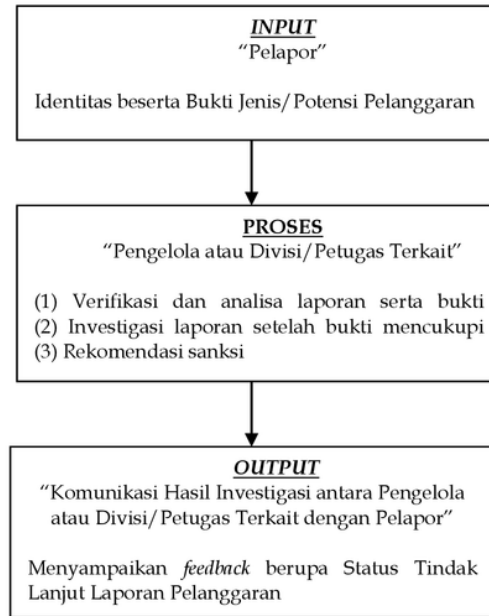 INPUT
“Pelapor”
Identitas beserta Bukti Jenis/Potensi Pelanggaran
PROSES
“Pengelola atau Divisi/Petugas Terkait”
(1) Verifikasi dan analisa laporan serta bukti
(2) Investigasi laporan setelah bukti mencukupi
(3) Rekomendasi sanksi
OUTPUT
“Komunikasi Hasil Investigasi antara Pengelola
atau Divisi/Petugas Terkait dengan Pelapor”
Menyampaikan feedback berupa Status Tindak
Lanjut Laporan Pelanggaran